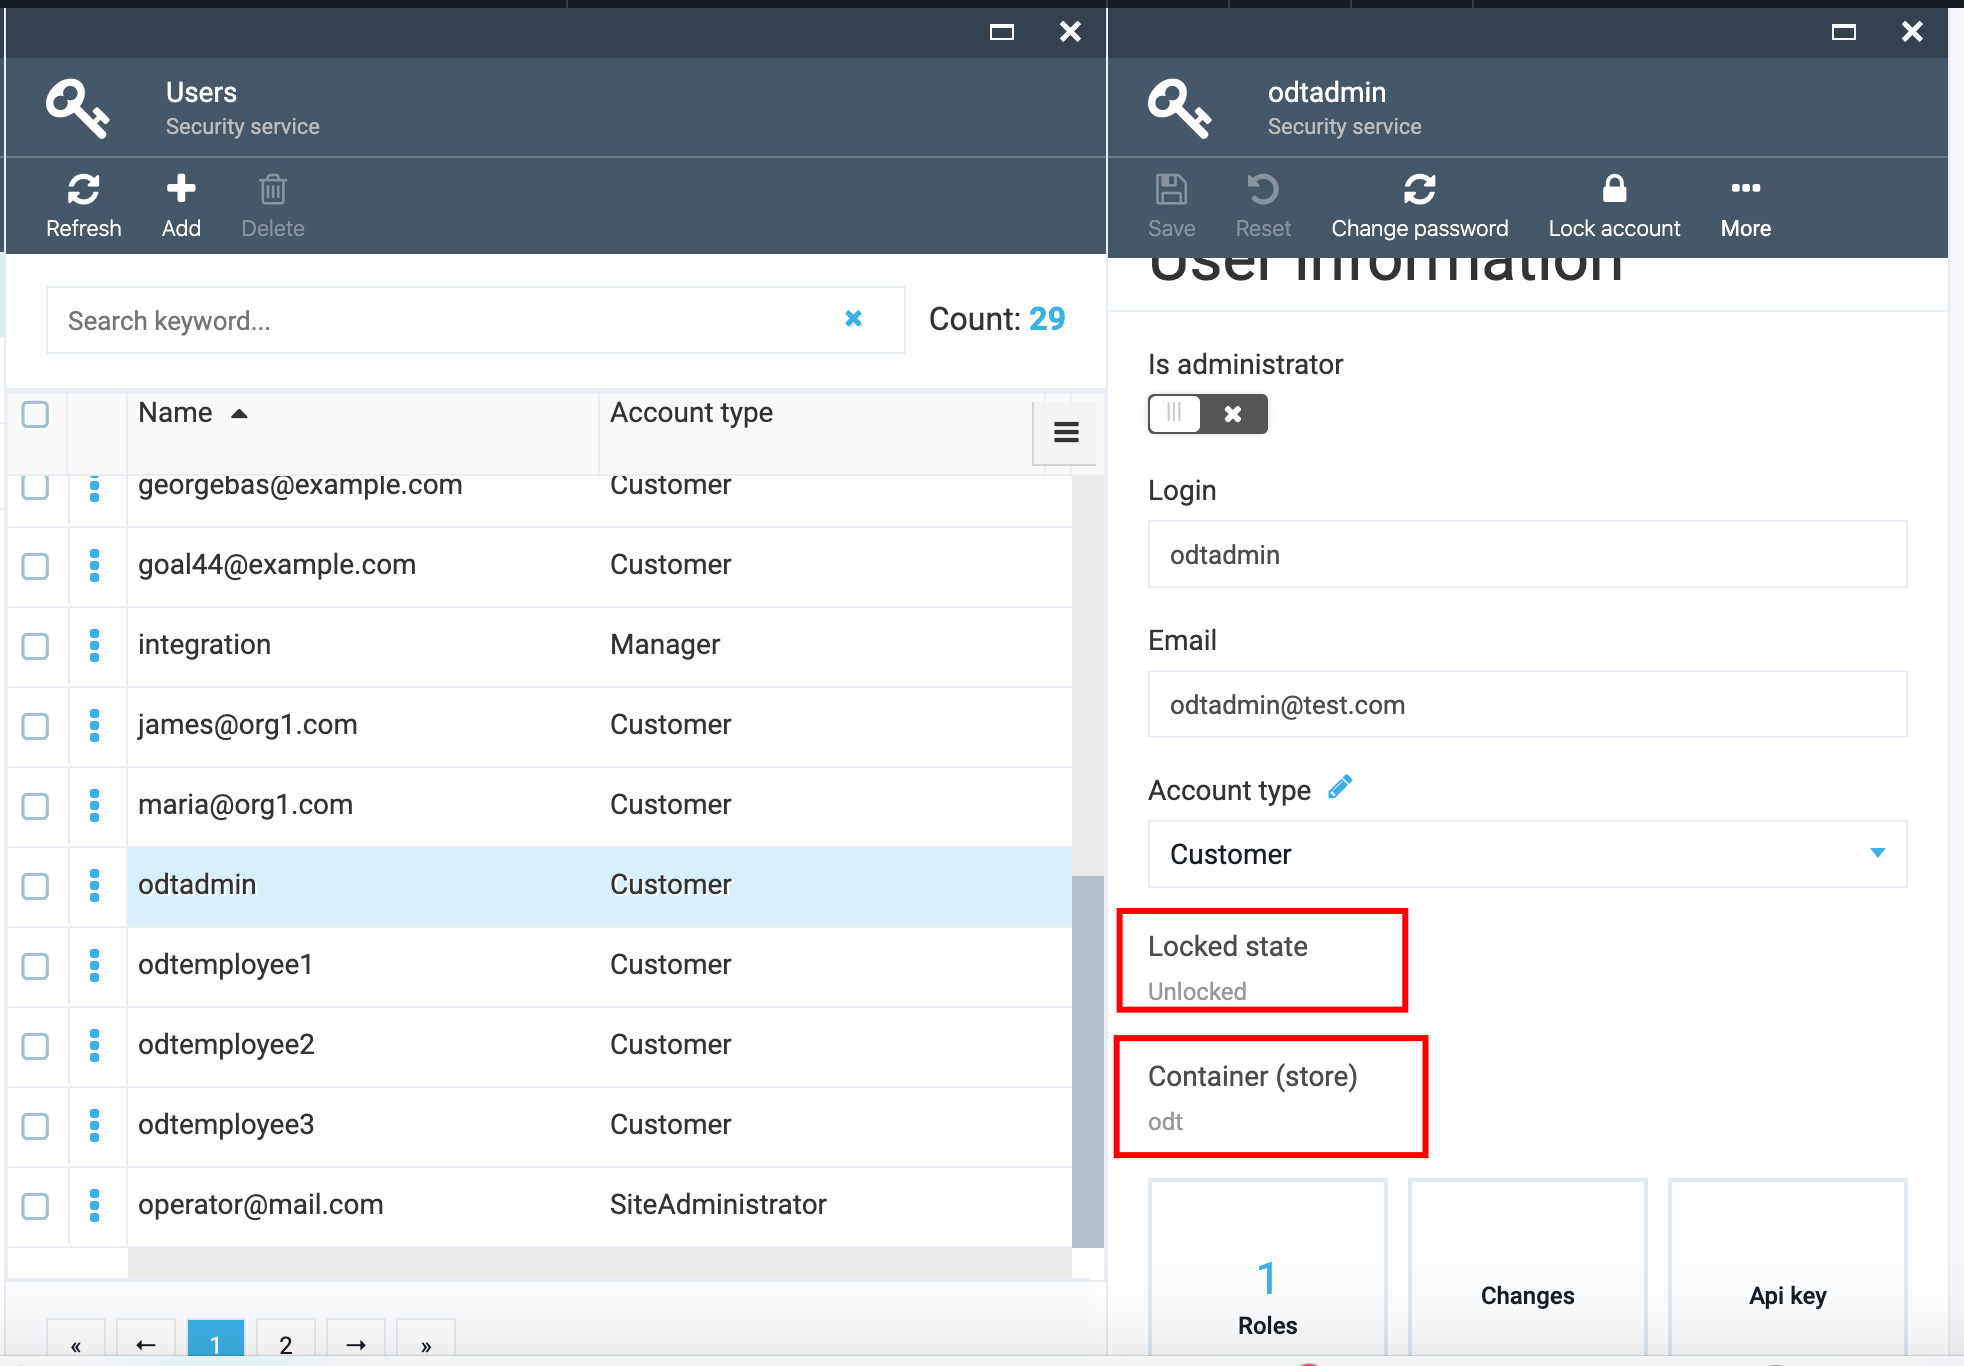 Users
Security service
Refresh
Add
Delete
Search keyword...
Count: 29
Name
Account type
georgebas@example.com Customer
goal44@example.com Customer
integration Manager
james@org1.com Customer
maria@org1.com Customer
odtadmin Customer
odtemployee1 Customer
odtemployee2 Customer
odtemployee3 Customer
operator@mail.com SiteAdministrator
« ← 1 2 → »
odtadmin
Security service
Save
Reset
Change password
Lock account
More
User information
Is administrator
Login
odtadmin
Email
odtadmin@test.com
Account type
Customer
Locked state
Unlocked
Container (store)
odt
1
Roles
Changes
Api key